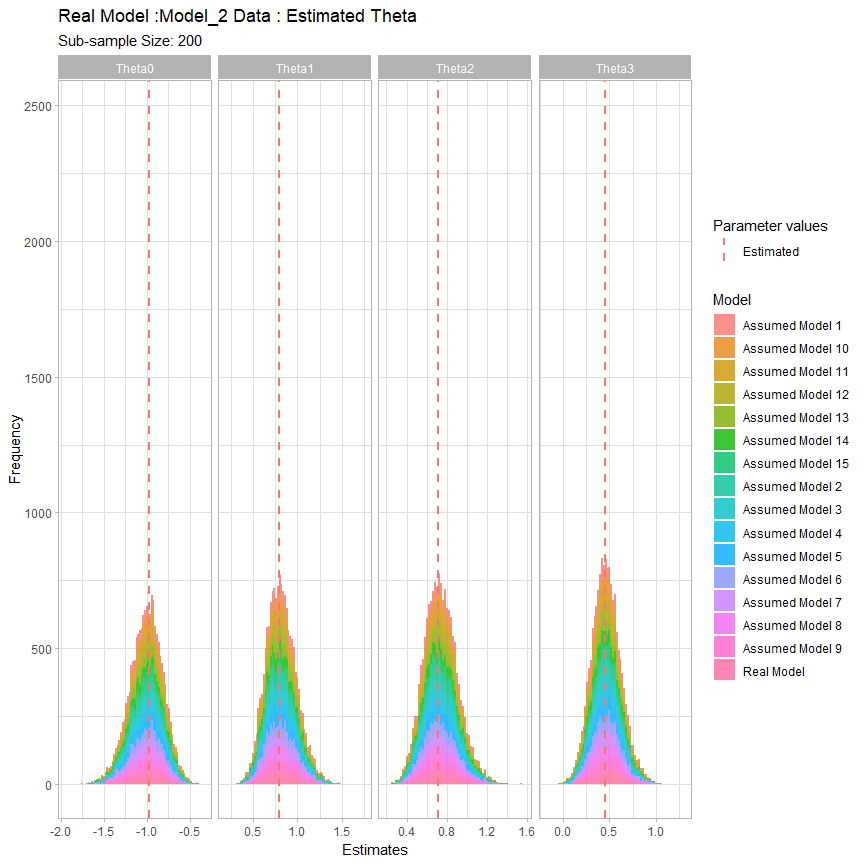 Real Model :Model_2 Data : Estimated Theta
Sub-sample Size: 200
Theta0 Theta1 Theta2 Theta3
2500
2000
1500
1000
500
0
Frequency
-2.0 -1.5 -1.0 -0.5 0.5 1.0 1.5 0.4 0.8 1.2 1.6 0.0 0.5 1.0
Estimates
Parameter values
Estimated
Model
Assumed Model 1
Assumed Model 10
Assumed Model 11
Assumed Model 12
Assumed Model 13
Assumed Model 14
Assumed Model 15
Assumed Model 2
Assumed Model 3
Assumed Model 4
Assumed Model 5
Assumed Model 6
Assumed Model 7
Assumed Model 8
Assumed Model 9
Real Model